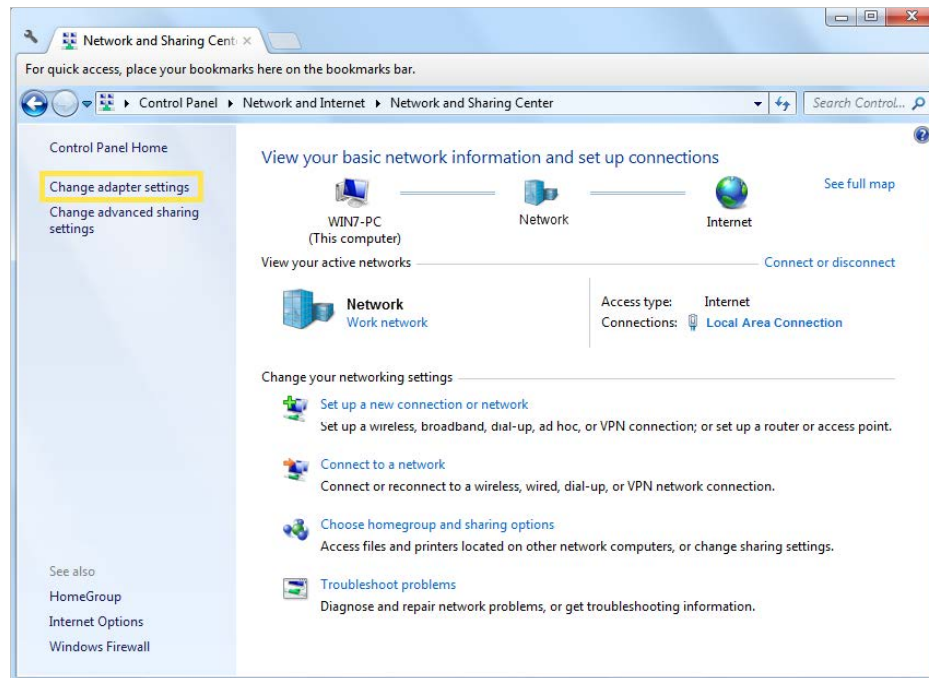 Network and Sharing Cent
For quick access, place your bookmarks here on the bookmarks bar.
Control Panel Network and Internet Network and Sharing Center
Search Control...
Control Panel Home
Change adapter settings
Change advanced sharing
settings
See also
HomeGroup
Internet Options
Windows Firewall
View your basic network information and set up connections
See full map
WIN7-PC
(This computer)
Network
Internet
View your active networks
Connect or disconnect
Network
Work network
Access type: Internet
Connections: Local Area Connection
Change your networking settings
Set up a new connection or network
Set up a wireless, broadband, dial-up, ad hoc, or VPN connection; or set up a router or access point.
Connect to a network
Connect or reconnect to a wireless, wired, dial-up, or VPN network connection.
Choose homegroup and sharing options
Access files and printers located on other network computers, or change sharing settings.
Troubleshoot problems
Diagnose and repair network problems, or get troubleshooting information.